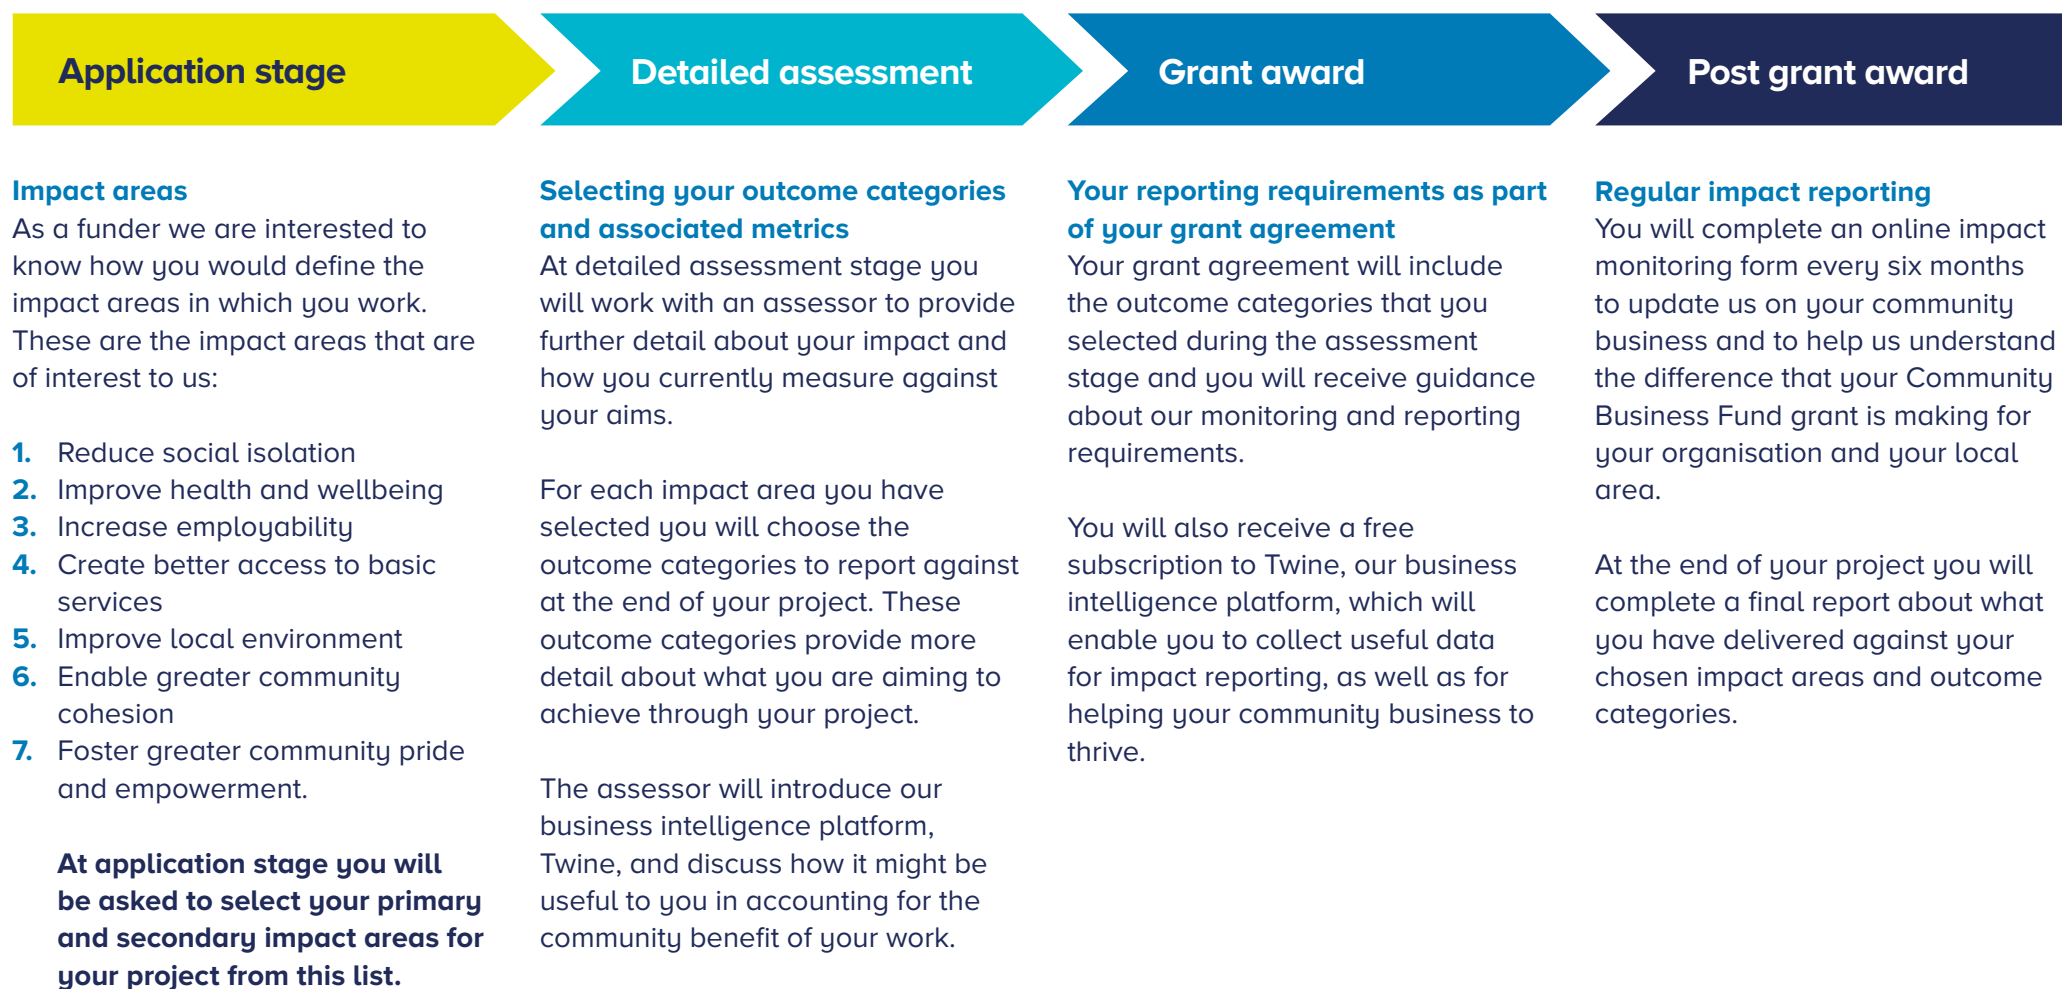 Application stage
Detailed assessment
Grant award
Post grant award
Impact areas
As a funder we are interested to
know how you would define the
impact areas in which you work.
These are the impact areas that are
of interest to us:
1. Reduce social isolation
2. Improve health and wellbeing
3. Increase employability
4. Create better access to basic
services
5. Improve local environment
6. Enable greater community
cohesion
7. Foster greater community pride
and empowerment.
At application stage you will
be asked to select your primary
and secondary impact areas for
your project from this list.
Selecting your outcome categories
and associated metrics
At detailed assessment stage you
will work with an assessor to provide
further detail about your impact and
how you currently measure against
your aims.
For each impact area you have
selected you will choose the
outcome categories to report against
at the end of your project. These
outcome categories provide more
detail about what you are aiming to
achieve through your project.
The assessor will introduce our
business intelligence platform,
Twine, and discuss how it might be
useful to you in accounting for the
community benefit of your work.
Your reporting requirements as part
of your grant agreement
Your grant agreement will include
the outcome categories that you
selected during the assessment
stage and you will receive guidance
about our monitoring and reporting
requirements.
You will also receive a free
subscription to Twine, our business
intelligence platform, which will
enable you to collect useful data
for impact reporting, as well as for
helping your community business to
thrive.
Regular impact reporting
You will complete an online impact
monitoring form every six months
to update us on your community
business and to help us understand
the difference that your Community
Business Fund grant is making for
your organisation and your local
area.
At the end of your project you will
complete a final report about what
you have delivered against your
chosen impact areas and outcome
categories.